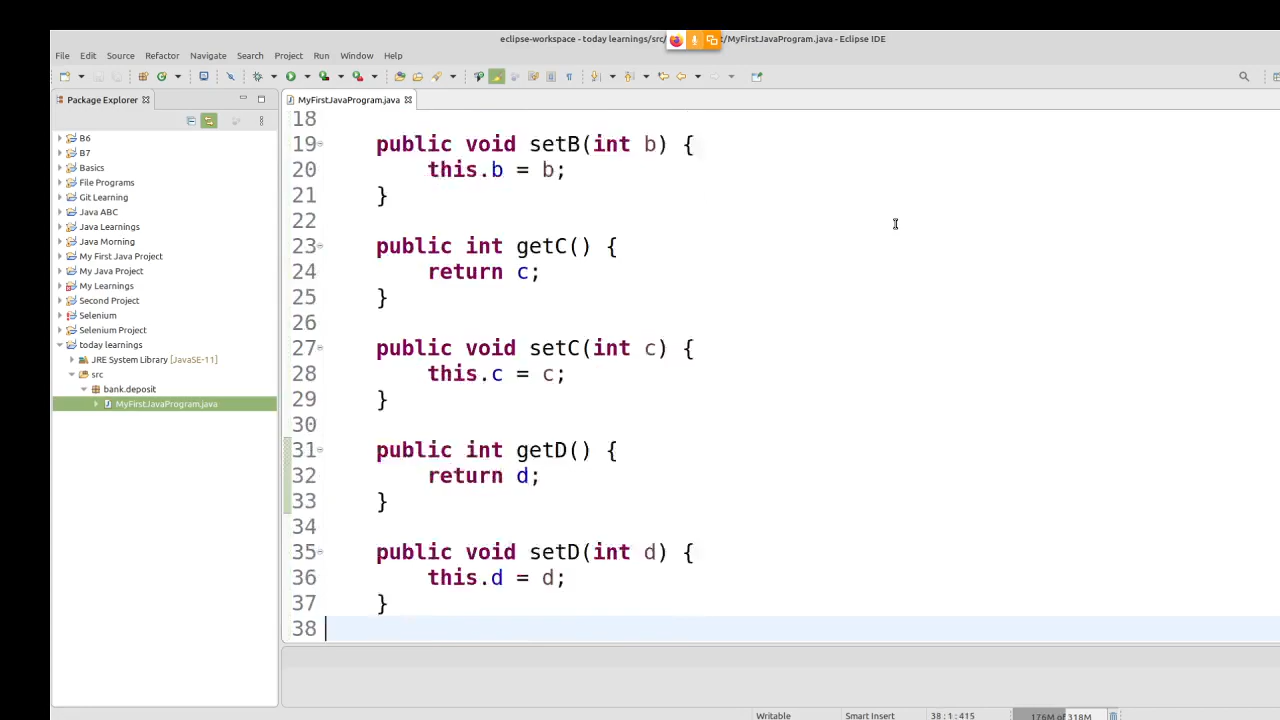 eclipse-workspace - today learnings/src/ t/MyFirstJavaProgram.java - Eclipse IDE
File Edit Source Refactor Navigate Search Project Run Window Help
Package Explorer
MyFirstJavaProgram.java
B6
B7
Basics
File Programs
Git Learning
Java ABC
Java Learnings
Java Morning
My First Java Project
My Java Project
My Learnings
Second Project
Selenium
Selenium Project
today learnings
JRE System Library [JavaSE-11]
src
bank.deposit
MyFirstJavaProgram.java
18
19 public void setB(int b) {
20 this.b = b;
21 }
22
23 public int getC() {
24 return c;
25 }
26
27 public void setC(int c) {
28 this.c = c;
29 }
30
31 public int getD() {
32 return d;
33 }
34
35 public void setD(int d) {
36 this.d = d;
37 }
38
Writable Smart Insert 38 : 1 : 415 176M of 318M